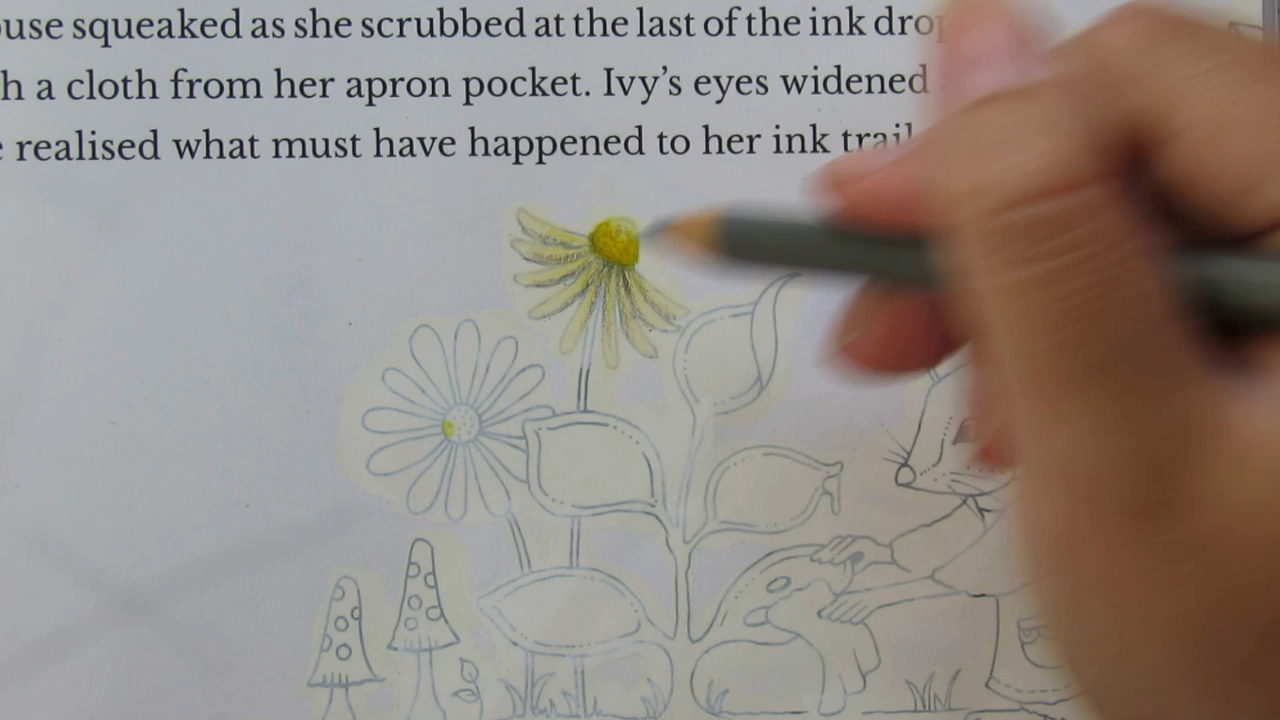 squeaked as she scrubbed at the last of the ink
a cloth from her apron pocket. Ivy's eyes widened
realised what must have happened to her ink trail